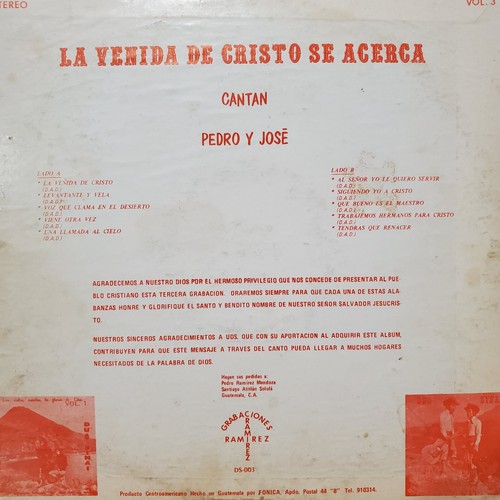 STEREO
VOL. 3
LA VENIDA DE CRISTO SE ACERCA
CANTAN
PEDRO Y JOSÉ
LADO A
* LA VENIDA DE CRISTO
(D.A.D.)
* LEVANTANTE Y VELA
(D.A.D.)
* VOZ QUE CLAMA EN EL DESIERTO
(D.A.D.)
* VIENE OTRA VEZ
(D.A.D.)
* UNA LLAMADA AL CIELO
(D.A.D.)
LADO B
* AL SEÑOR YO LE QUIERO SERVIR
(D.A.D.)
* SIGUIENDO YO A CRISTO
(D.A.D.)
* QUE BUENO ES EL MAESTRO
(D.A.D.)
* TRABAJEMOS HERMANOS PARA CRISTO
(D.A.D.)
* TENDRAS QUE RENACER
(D.A.D.)
AGRADECEMOS A NUESTRO DIOS POR EL HERMOSO PRIVILEGIO QUE NOS CONCEDE DE PRESENTAR AL PUE-
BLO CRISTIANO ESTA TERCERA GRABACION. ORAREMOS SIEMPRE PARA QUE CADA UNA DE ESTAS ALA-
BANZAS HONRE Y GLORIFIQUE EL SANTO Y BENDITO NOMBRE DE NUESTRO SEÑOR SALVADOR JESUCRIS-
TO.
NUESTROS SINCEROS AGRADECIMIENTOS A UDS. QUE CON SU APORTACION AL ADQUIRIR ESTE ALBUM,
CONTRIBUYEN PARA QUE ESTE MENSAJE A TRAVES DEL CANTO PUEDA LLEGAR A MUCHOS HOGARES
NECESITADOS DE LA PALABRA DE DIOS.
Hagan sus pedidos a:
Pedro Ramírez Mendoza
Santiago Atitlán Sololá
Guatemala, C.A.
GRABACIONES
RAMIREZ
RAMIREZ
DS-003
VOL. 1
Producto Centroamericano Hecho en Guatemala por FONICA, Apdo. Postal 48 "B" Tel. 910314.